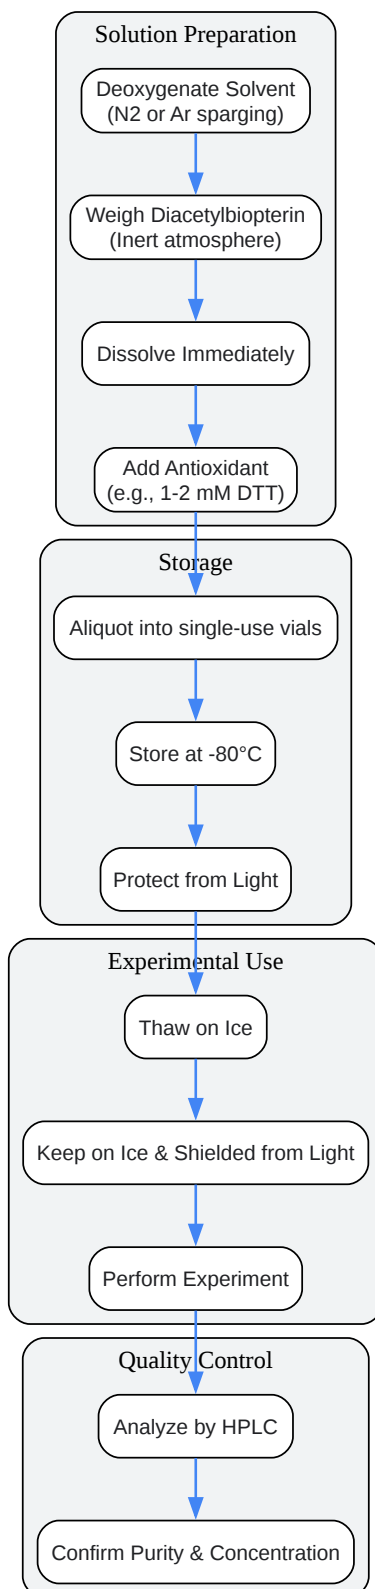 Solution Preparation
Deoxygenate Solvent
(N2 or Ar sparging)
Weigh Diacetylbiopterin
(Inert atmosphere)
Dissolve Immediately
Add Antioxidant
(e.g., 1-2 mM DTT)
Storage
Aliquot into single-use vials
Store at -80°C
Protect from Light
Experimental Use
Thaw on Ice
Keep on Ice & Shielded from Light
Perform Experiment
Quality Control
Analyze by HPLC
Confirm Purity & Concentration